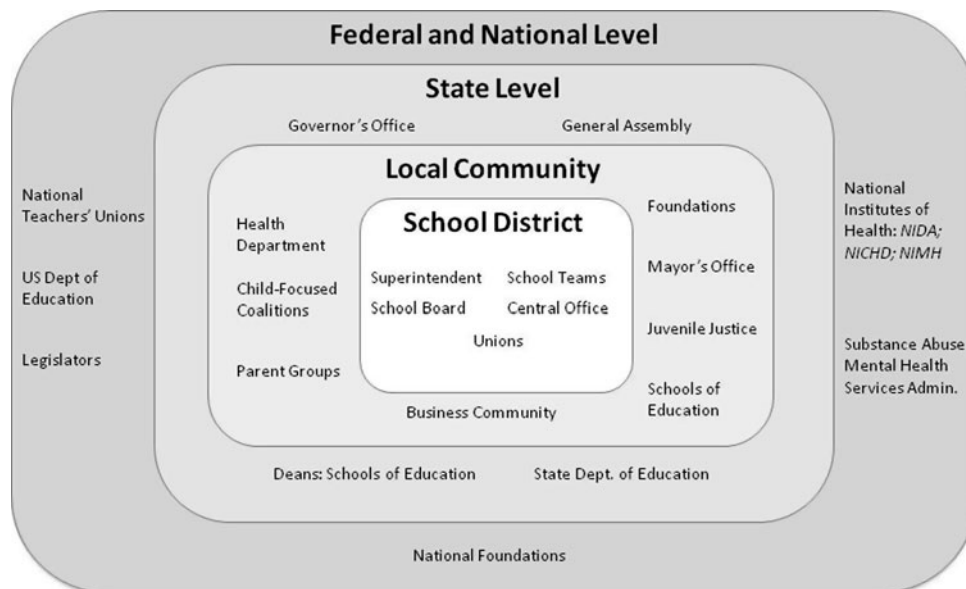 Federal and National Level
State Level
Governor's Office
General Assembly
Local Community
School District
National
Teachers' Unions
US Dept of
Education
Legislators
Health
Department
Child-Focused
Coalitions
Parent Groups
Superintendent
School Teams
School Board
Central Office
Unions
Foundations
Mayor's Office
Juvenile Justice
Schools of
Education
Business Community
National
Institutes of
Health: NIDA;
NICHD; NIMH
Substance Abuse
Mental Health
Services Admin.
Deans: Schools of Education
State Dept. of Education
National Foundations